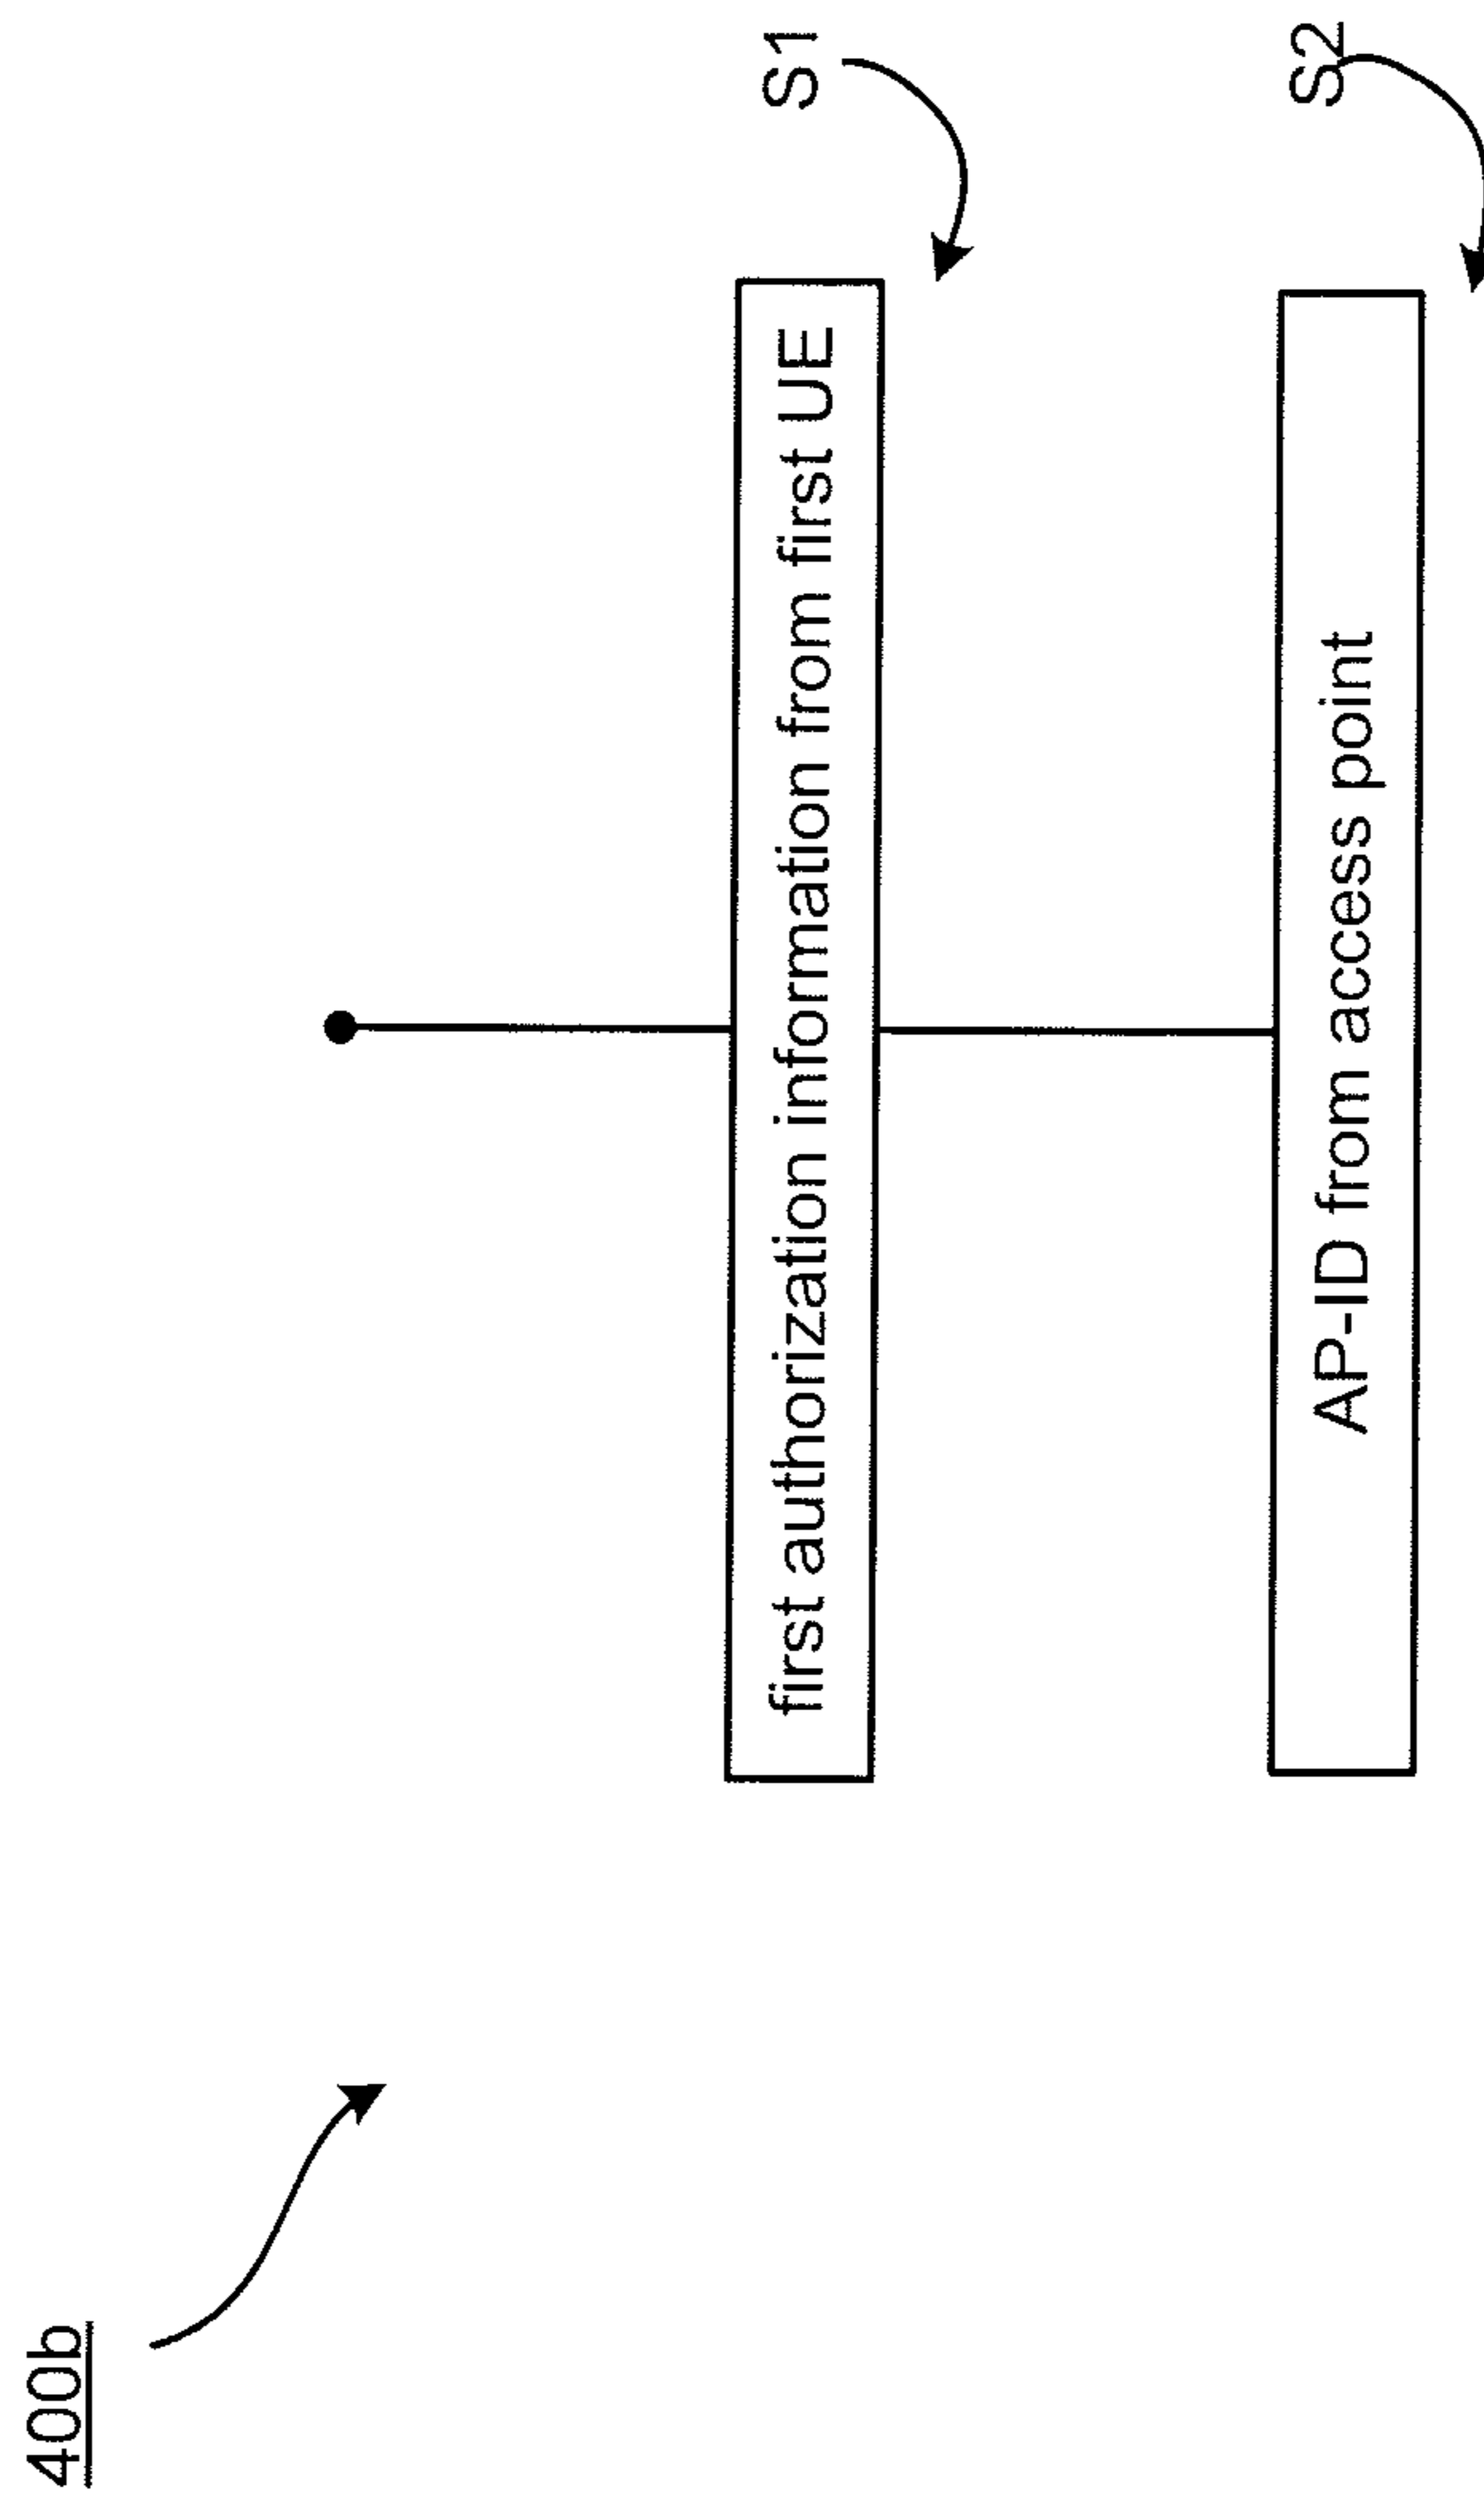 400b
S1
first authorization information from first UE
S2
AP-ID from access point